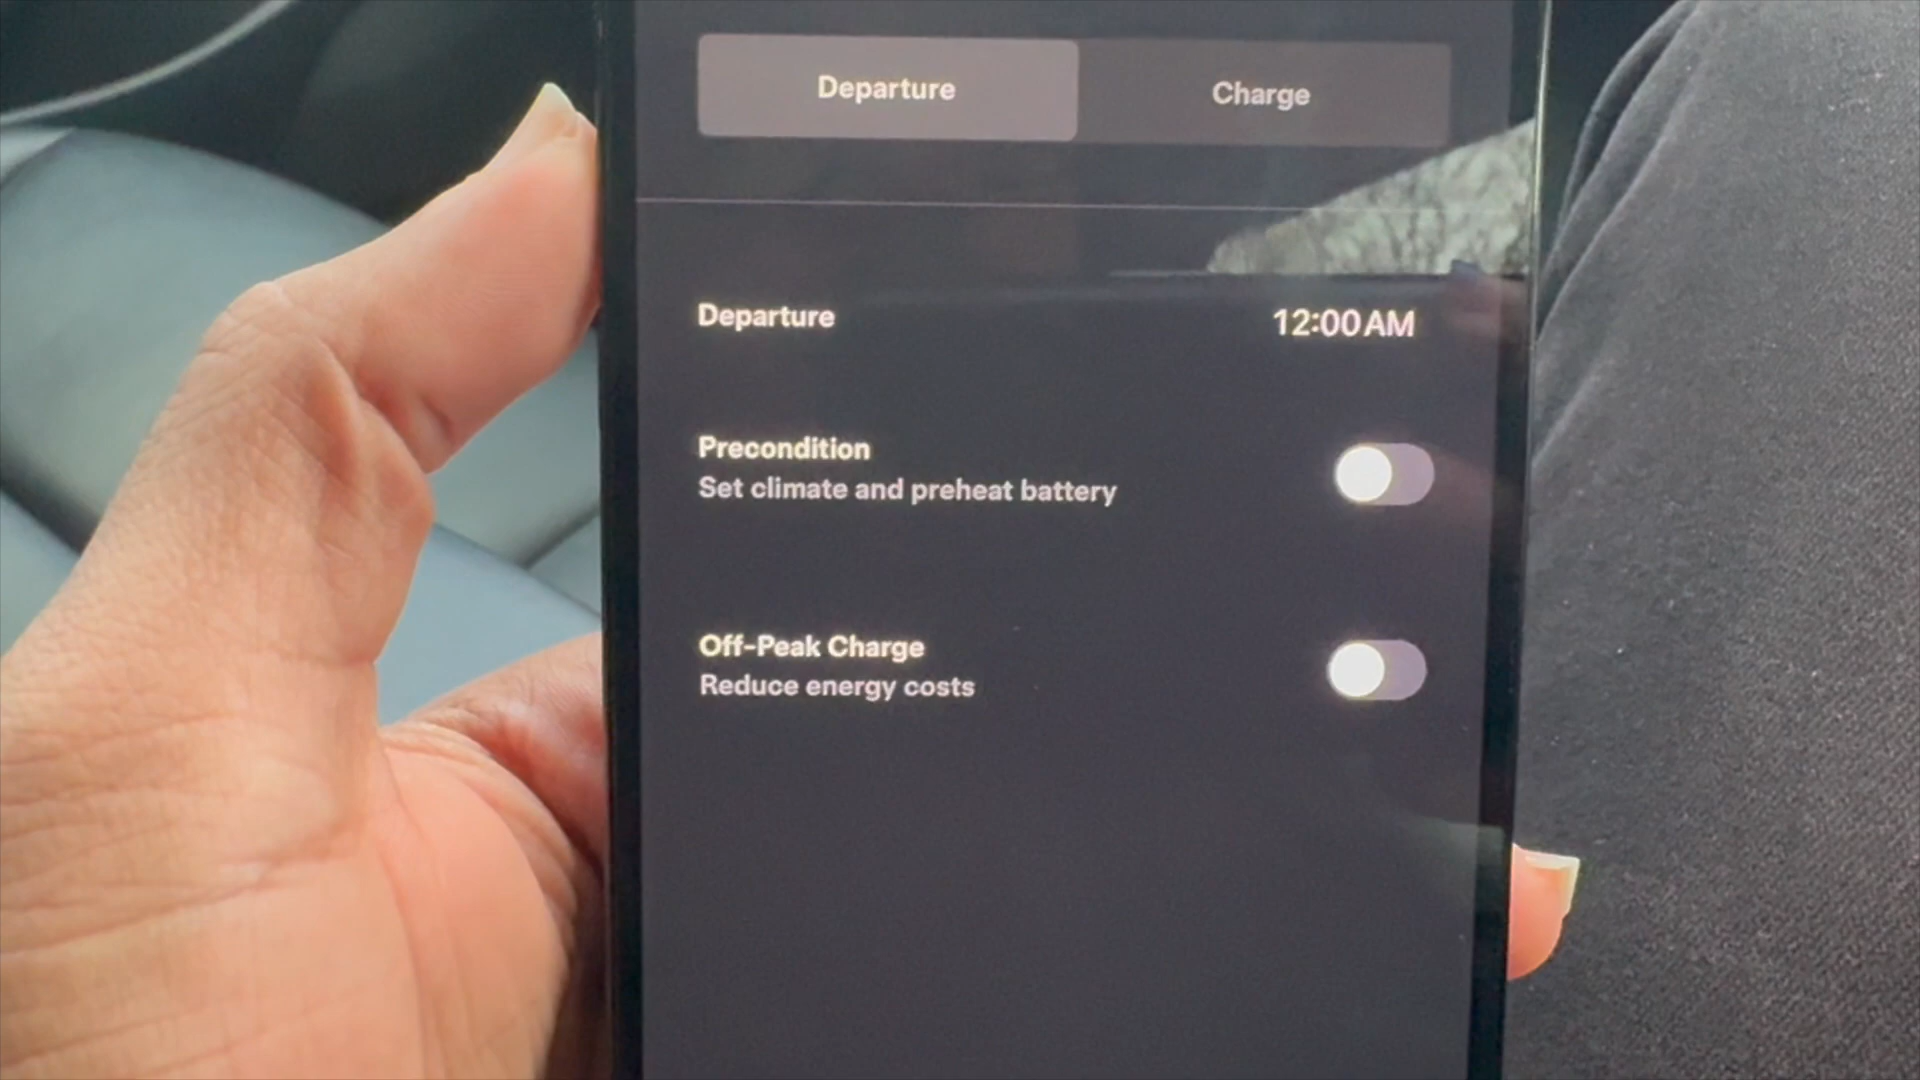 Departure
Charge
Departure
12:00 AM
Precondition
Set climate and preheat battery
Off-Peak Charge
Reduce energy costs